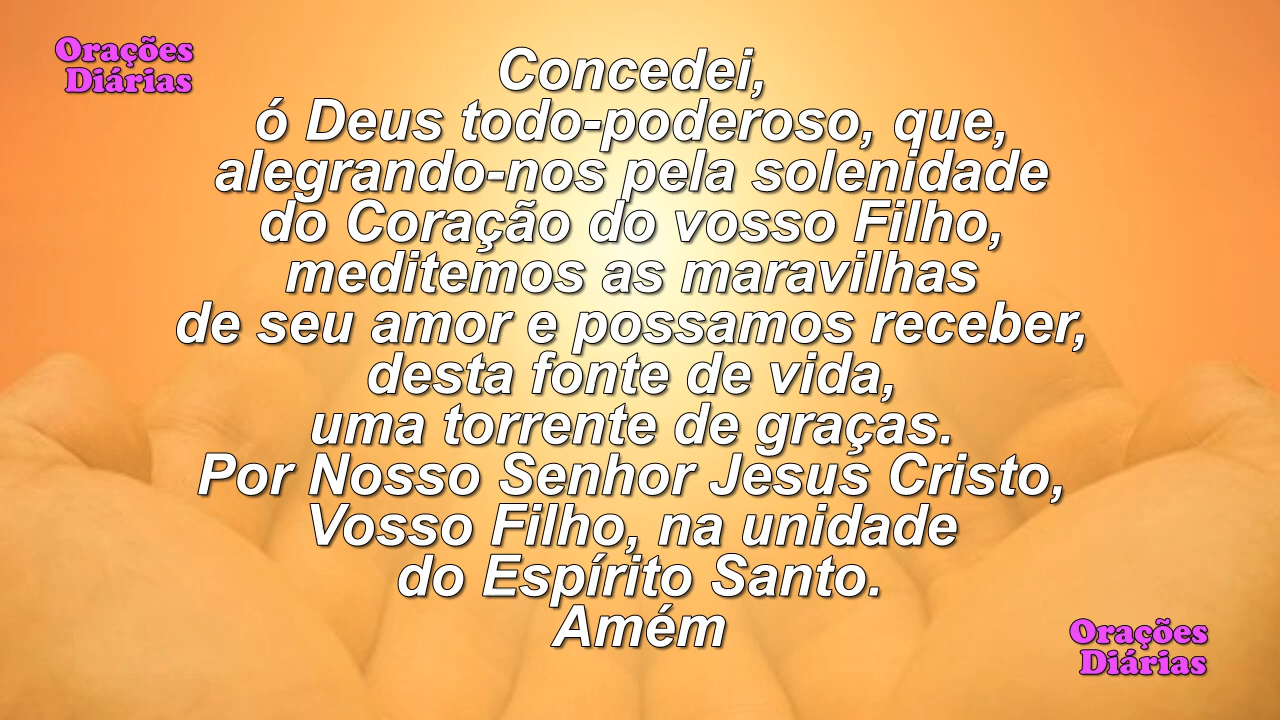 Orações
Diárias
Concedei,
ó Deus todo-poderoso, que,
alegrando-nos pela solenidade
do Coração do vosso Filho,
meditemos as maravilhas
de seu amor e possamos receber,
desta fonte de vida,
uma torrente de graças.
Por Nosso Senhor Jesus Cristo,
Vosso Filho, na unidade
do Espírito Santo.
Amém
Orações
Diárias